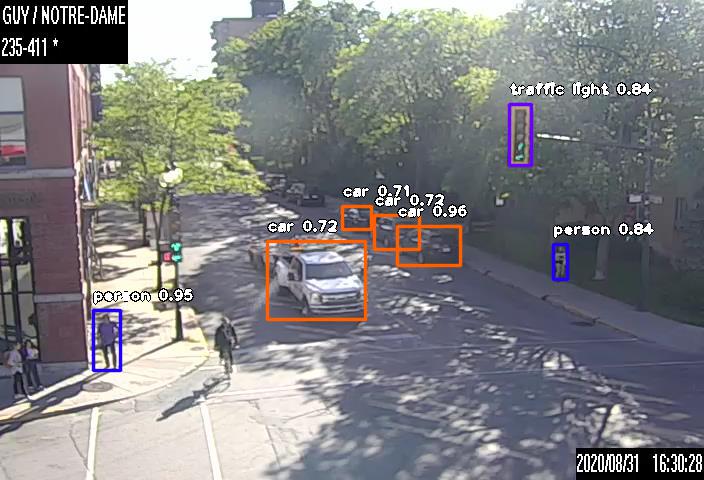 GUY / NOTRE-DAME
235-411 *
traffic light 0.84
car 0.71
car 0.72
car 0.96
car 0.72
person 0.84
person 0.95
2020/08/31 16:30:28